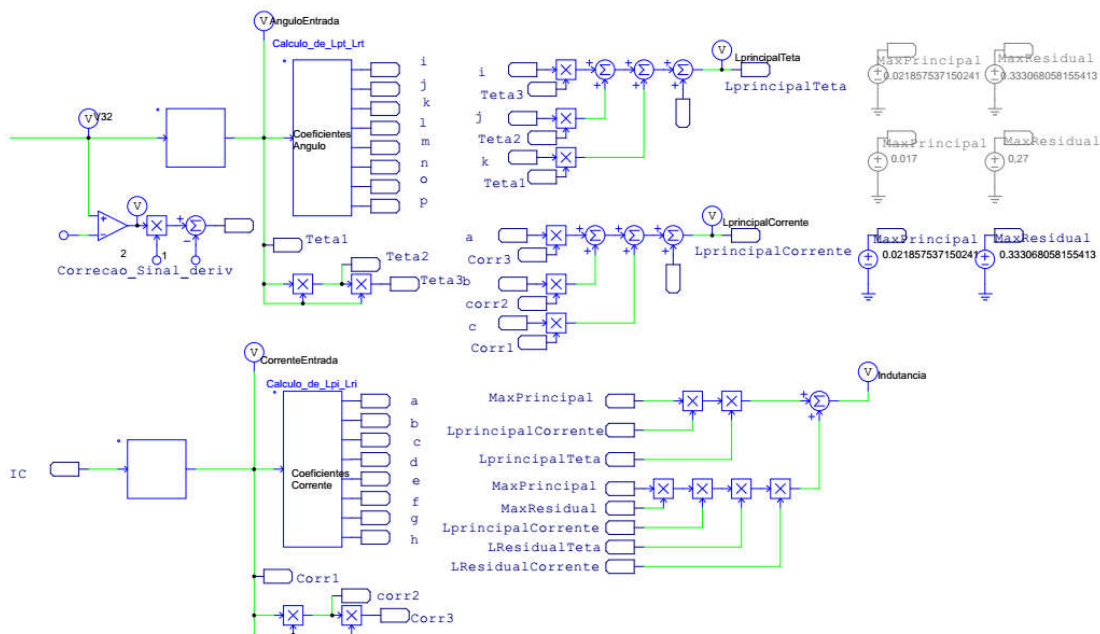 V
AnguloEntrada
Calculo_de_Lpt_Lrt
Coeficientes
Angulo
i
j
k
l
m
n
o
p
V
V32
V
2
1
Correcao_Sinal_deriv
Teta1
Teta2
Teta3
i
Teta3
j
Teta2
k
Teta1
V
LprincipalTeta
LprincipalTeta
a
Corr3
b
corr2
c
Corr1
V
LprincipalCorrente
LprincipalCorrente
MaxPrincipal
0.021857537150241
MaxResidual
0.333068058155413
MaxPrincipal
0.017
MaxResidual
0,27
MaxPrincipal
0.021857537150241
MaxResidual
0.333068058155413
V
CorrenteEntrada
Calculo_de_Lpi_Lri
Coeficientes
Corrente
a
b
c
d
e
f
g
h
IC
Corr1
corr2
Corr3
V
Indutancia
MaxPrincipal
LprincipalCorrente
LprincipalTeta
MaxPrincipal
MaxResidual
LprincipalCorrente
LResidualTeta
LResidualCorrente